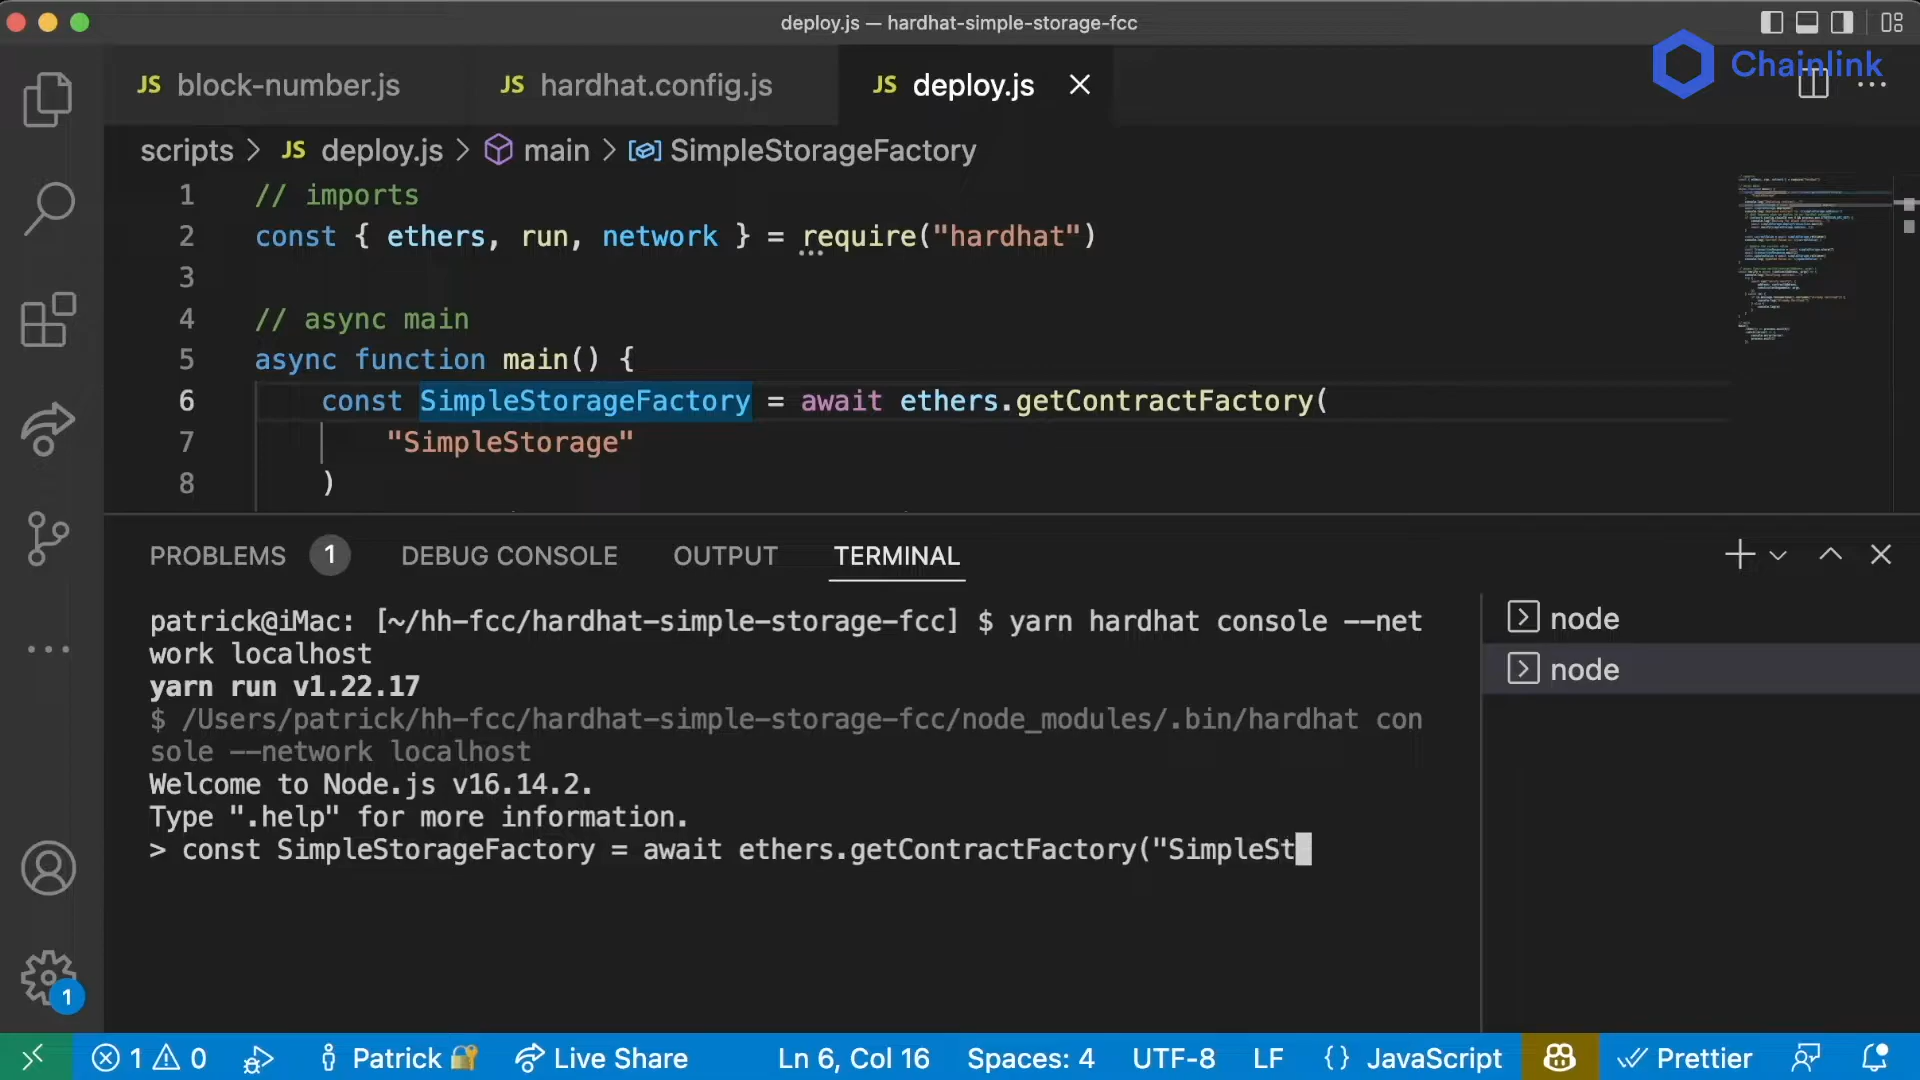 deploy.js — hardhat-simple-storage-fcc
Chainlink
JS block-number.js JS hardhat.config.js JS deploy.js
scripts > JS deploy.js > main > SimpleStorageFactory
1 // imports
2 const { ethers, run, network } = require("hardhat")
3
4 // async main
5 async function main() {
6 const SimpleStorageFactory = await ethers.getContractFactory(
7 "SimpleStorage"
8 )
PROBLEMS 1 DEBUG CONSOLE OUTPUT TERMINAL
patrick@iMac: [~/hh-fcc/hardhat-simple-storage-fcc] $ yarn hardhat console --net
work localhost
yarn run v1.22.17
$ /Users/patrick/hh-fcc/hardhat-simple-storage-fcc/node_modules/.bin/hardhat con
sole --network localhost
Welcome to Node.js v16.14.2.
Type ".help" for more information.
> const SimpleStorageFactory = await ethers.getContractFactory("SimpleSt
node
node
1
1 0 Patrick Live Share Ln 6, Col 16 Spaces: 4 UTF-8 LF {} JavaScript Prettier